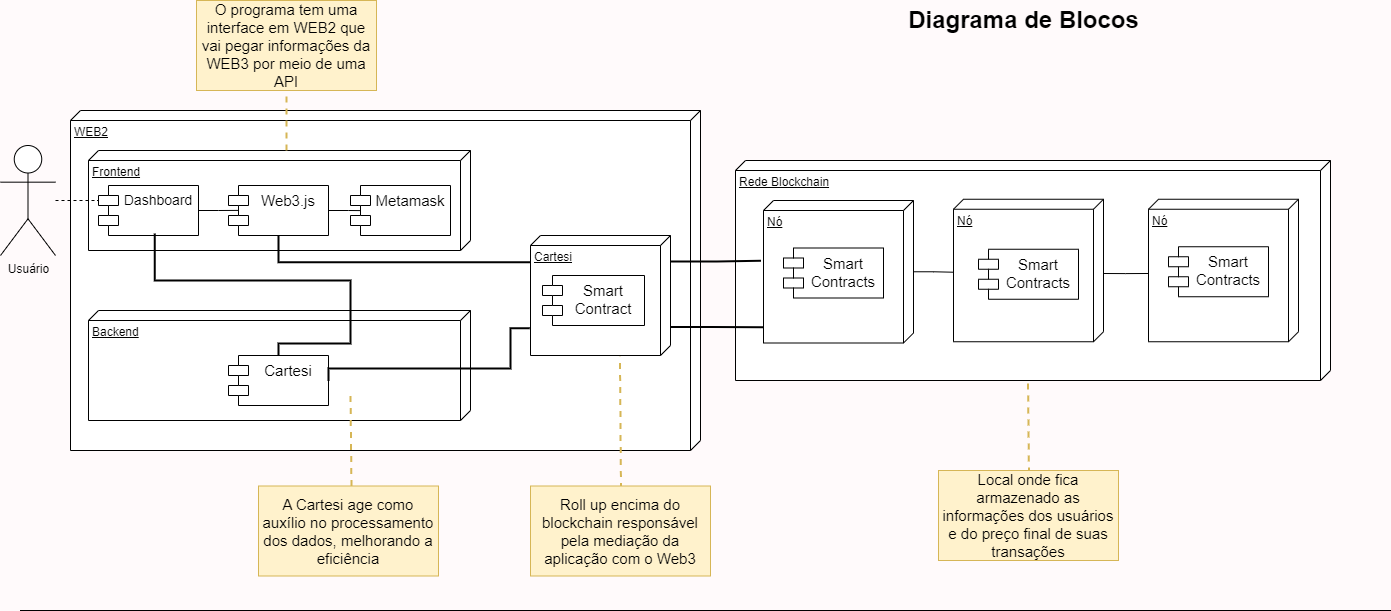 Diagrama de Blocos
O programa tem uma
interface em WEB2 que
vai pegar informações da
WEB3 por meio de uma
API
WEB2
Frontend
Dashboard
Web3.js
Metamask
Usuário
Backend
Cartesi
Cartesi
Smart
Contract
Rede Blockchain
Nó
Smart
Contracts
Nó
Smart
Contracts
Nó
Smart
Contracts
A Cartesi age como
auxílio no processamento
dos dados, melhorando a
eficiência
Roll up encima do
blockchain responsável
pela mediação da
aplicação com o Web3
Local onde fica
armazenado as
informações dos usuários
e do preço final de suas
transações